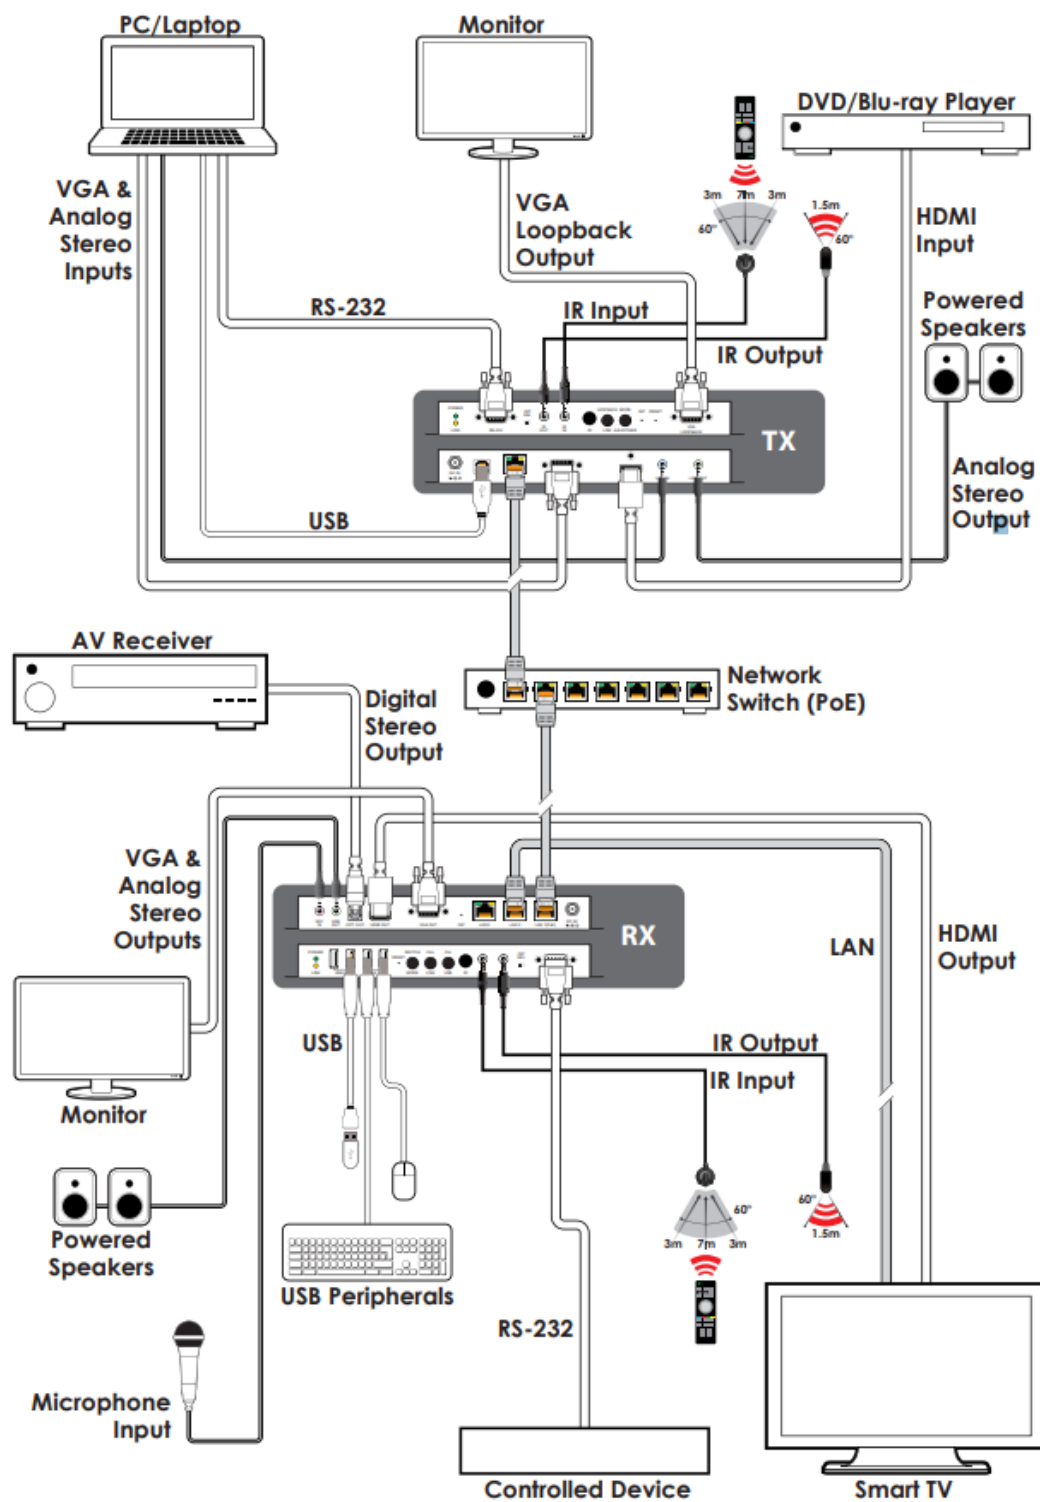 PC/Laptop
Monitor
DVD/Blu-ray Player
VGA &
Analog
Stereo
Inputs
VGA
Loopback
Output
3m 7m 3m
60°
1.5m
60°
HDMI
Input
RS-232
IR Input
IR Output
Powered
Speakers
TX
USB
Analog
Stereo
Output
AV Receiver
Digital
Stereo
Output
Network
Switch (PoE)
VGA &
Analog
Stereo
Outputs
RX
LAN
HDMI
Output
USB
IR Output
IR Input
Monitor
60°
3m 7m 3m
60°
1.5m
Powered
Speakers
USB Peripherals
RS-232
Microphone
Input
Controlled Device
Smart TV